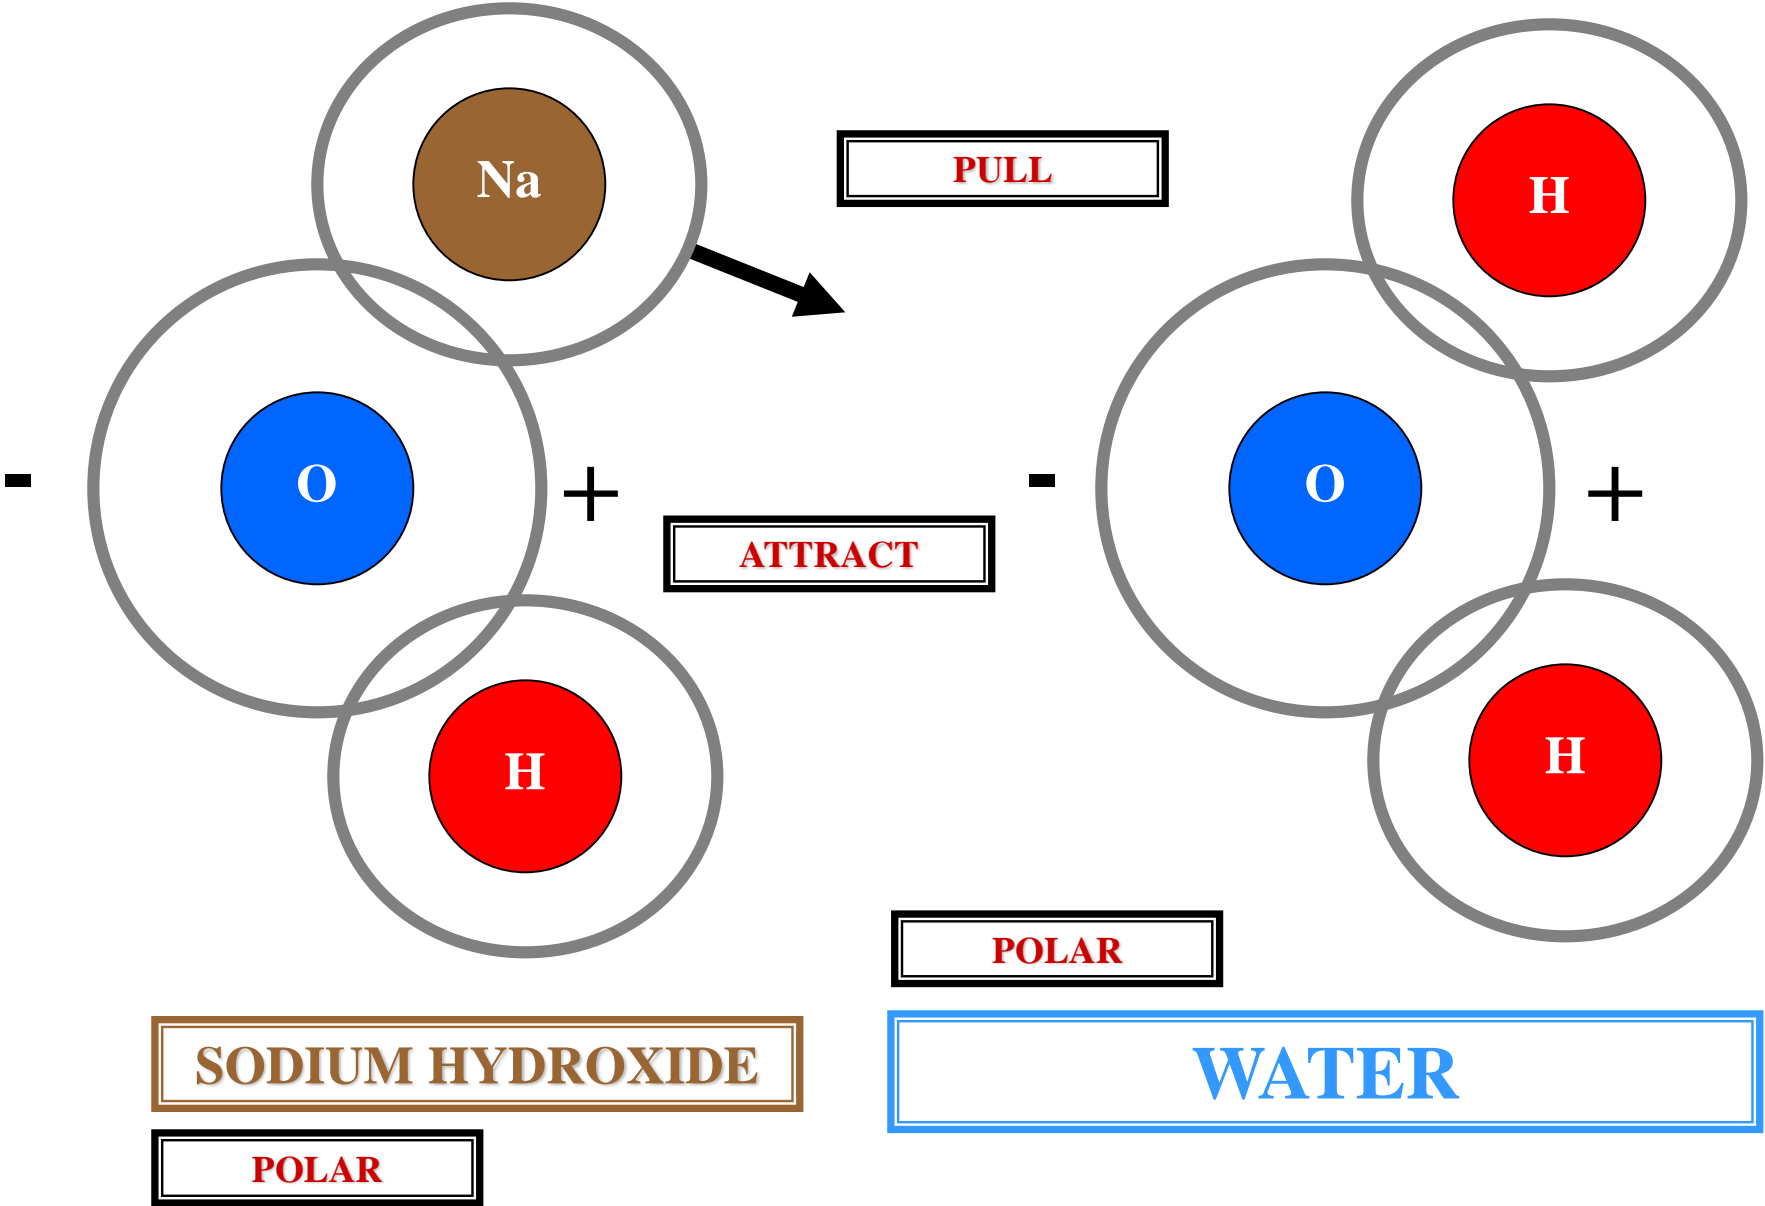 Na
PULL
H
O
O
-
+
-
+
ATTRACT
H
H
POLAR
SODIUM HYDROXIDE
WATER
POLAR